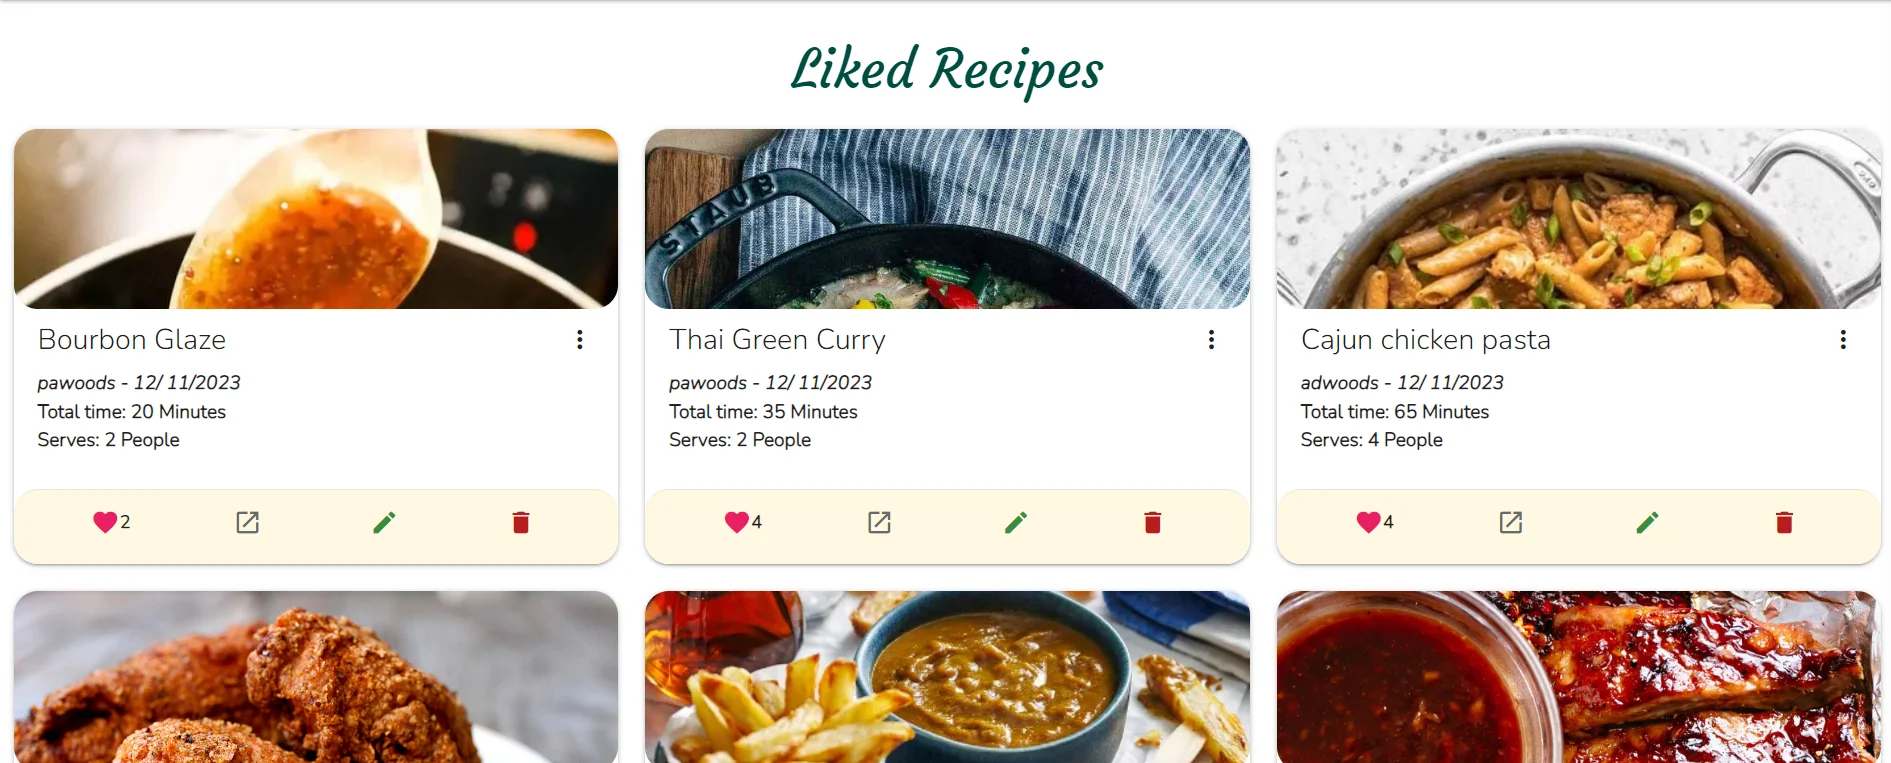 Liked Recipes
STAUB
Bourbon Glaze
pawoods - 12/ 11/2023
Total time: 20 Minutes
Serves: 2 People
2
Thai Green Curry
pawoods - 12/ 11/2023
Total time: 35 Minutes
Serves: 2 People
4
Cajun chicken pasta
adwoods - 12/ 11/2023
Total time: 65 Minutes
Serves: 4 People
4